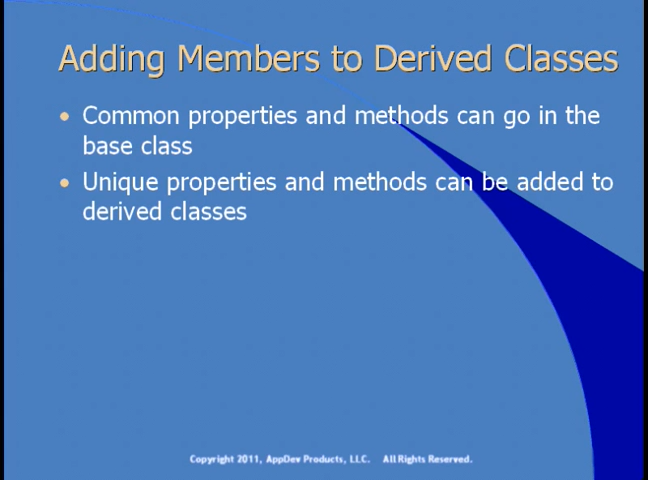 Adding Members to Derived Classes
• Common properties and methods can go in the
base class
• Unique properties and methods can be added to
derived classes
Copyright 2011, AppDev Products, LLC. All Rights Reserved.